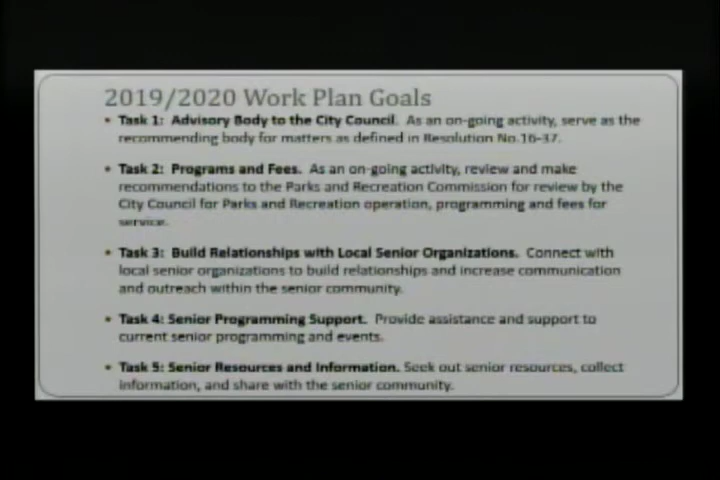 2019/2020 Work Plan Goals
• Task 1: Advisory Body to the City Council. As an on-going activity, serve as the
recommending body for matters as defined in Resolution No.16-37.
• Task 2: Programs and Fees. As an on-going activity, review and make
recommendations to the Parks and Recreation Commission for review by the
City Council for Parks and Recreation operation, programming and fees for
service.
• Task 3: Build Relationships with Local Senior Organizations. Connect with
local senior organizations to build relationships and increase communication
and outreach within the senior community.
• Task 4: Senior Programming Support. Provide assistance and support to
current senior programming and events.
• Task 5: Senior Resources and Information. Seek out senior resources, collect
information, and share with the senior community.